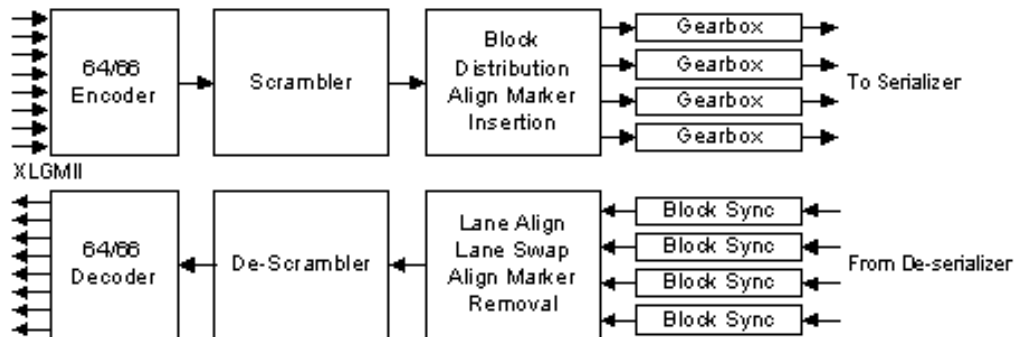 64/66
Encoder
Scrambler
Block
Distribution
Align Marker
Insertion
Gearbox
Gearbox
Gearbox
Gearbox
To Serializer
XLGMII
64/66
Decoder
De-Scrambler
Lane Align
Lane Swap
Align Marker
Removal
Block Sync
Block Sync
Block Sync
Block Sync
From De-serializer